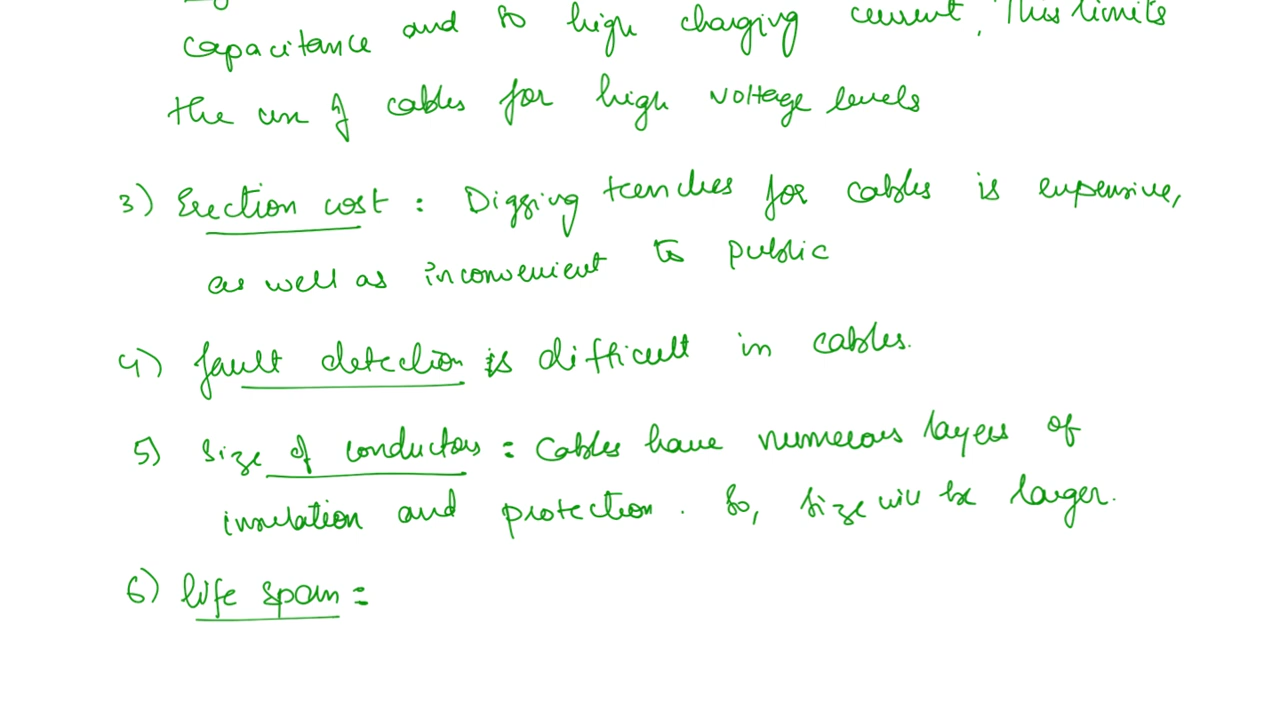 capacitance and so high charging current. This limits
the use of cables for high voltage levels
3) Erection cost : Digging trenches for cables is expensive,
as well as inconvenient to public
4) fault detection is difficult in cables.
5) Size of conductors = Cables have numerous layers of
insulation and protection. So, size will be larger.
6) life span =